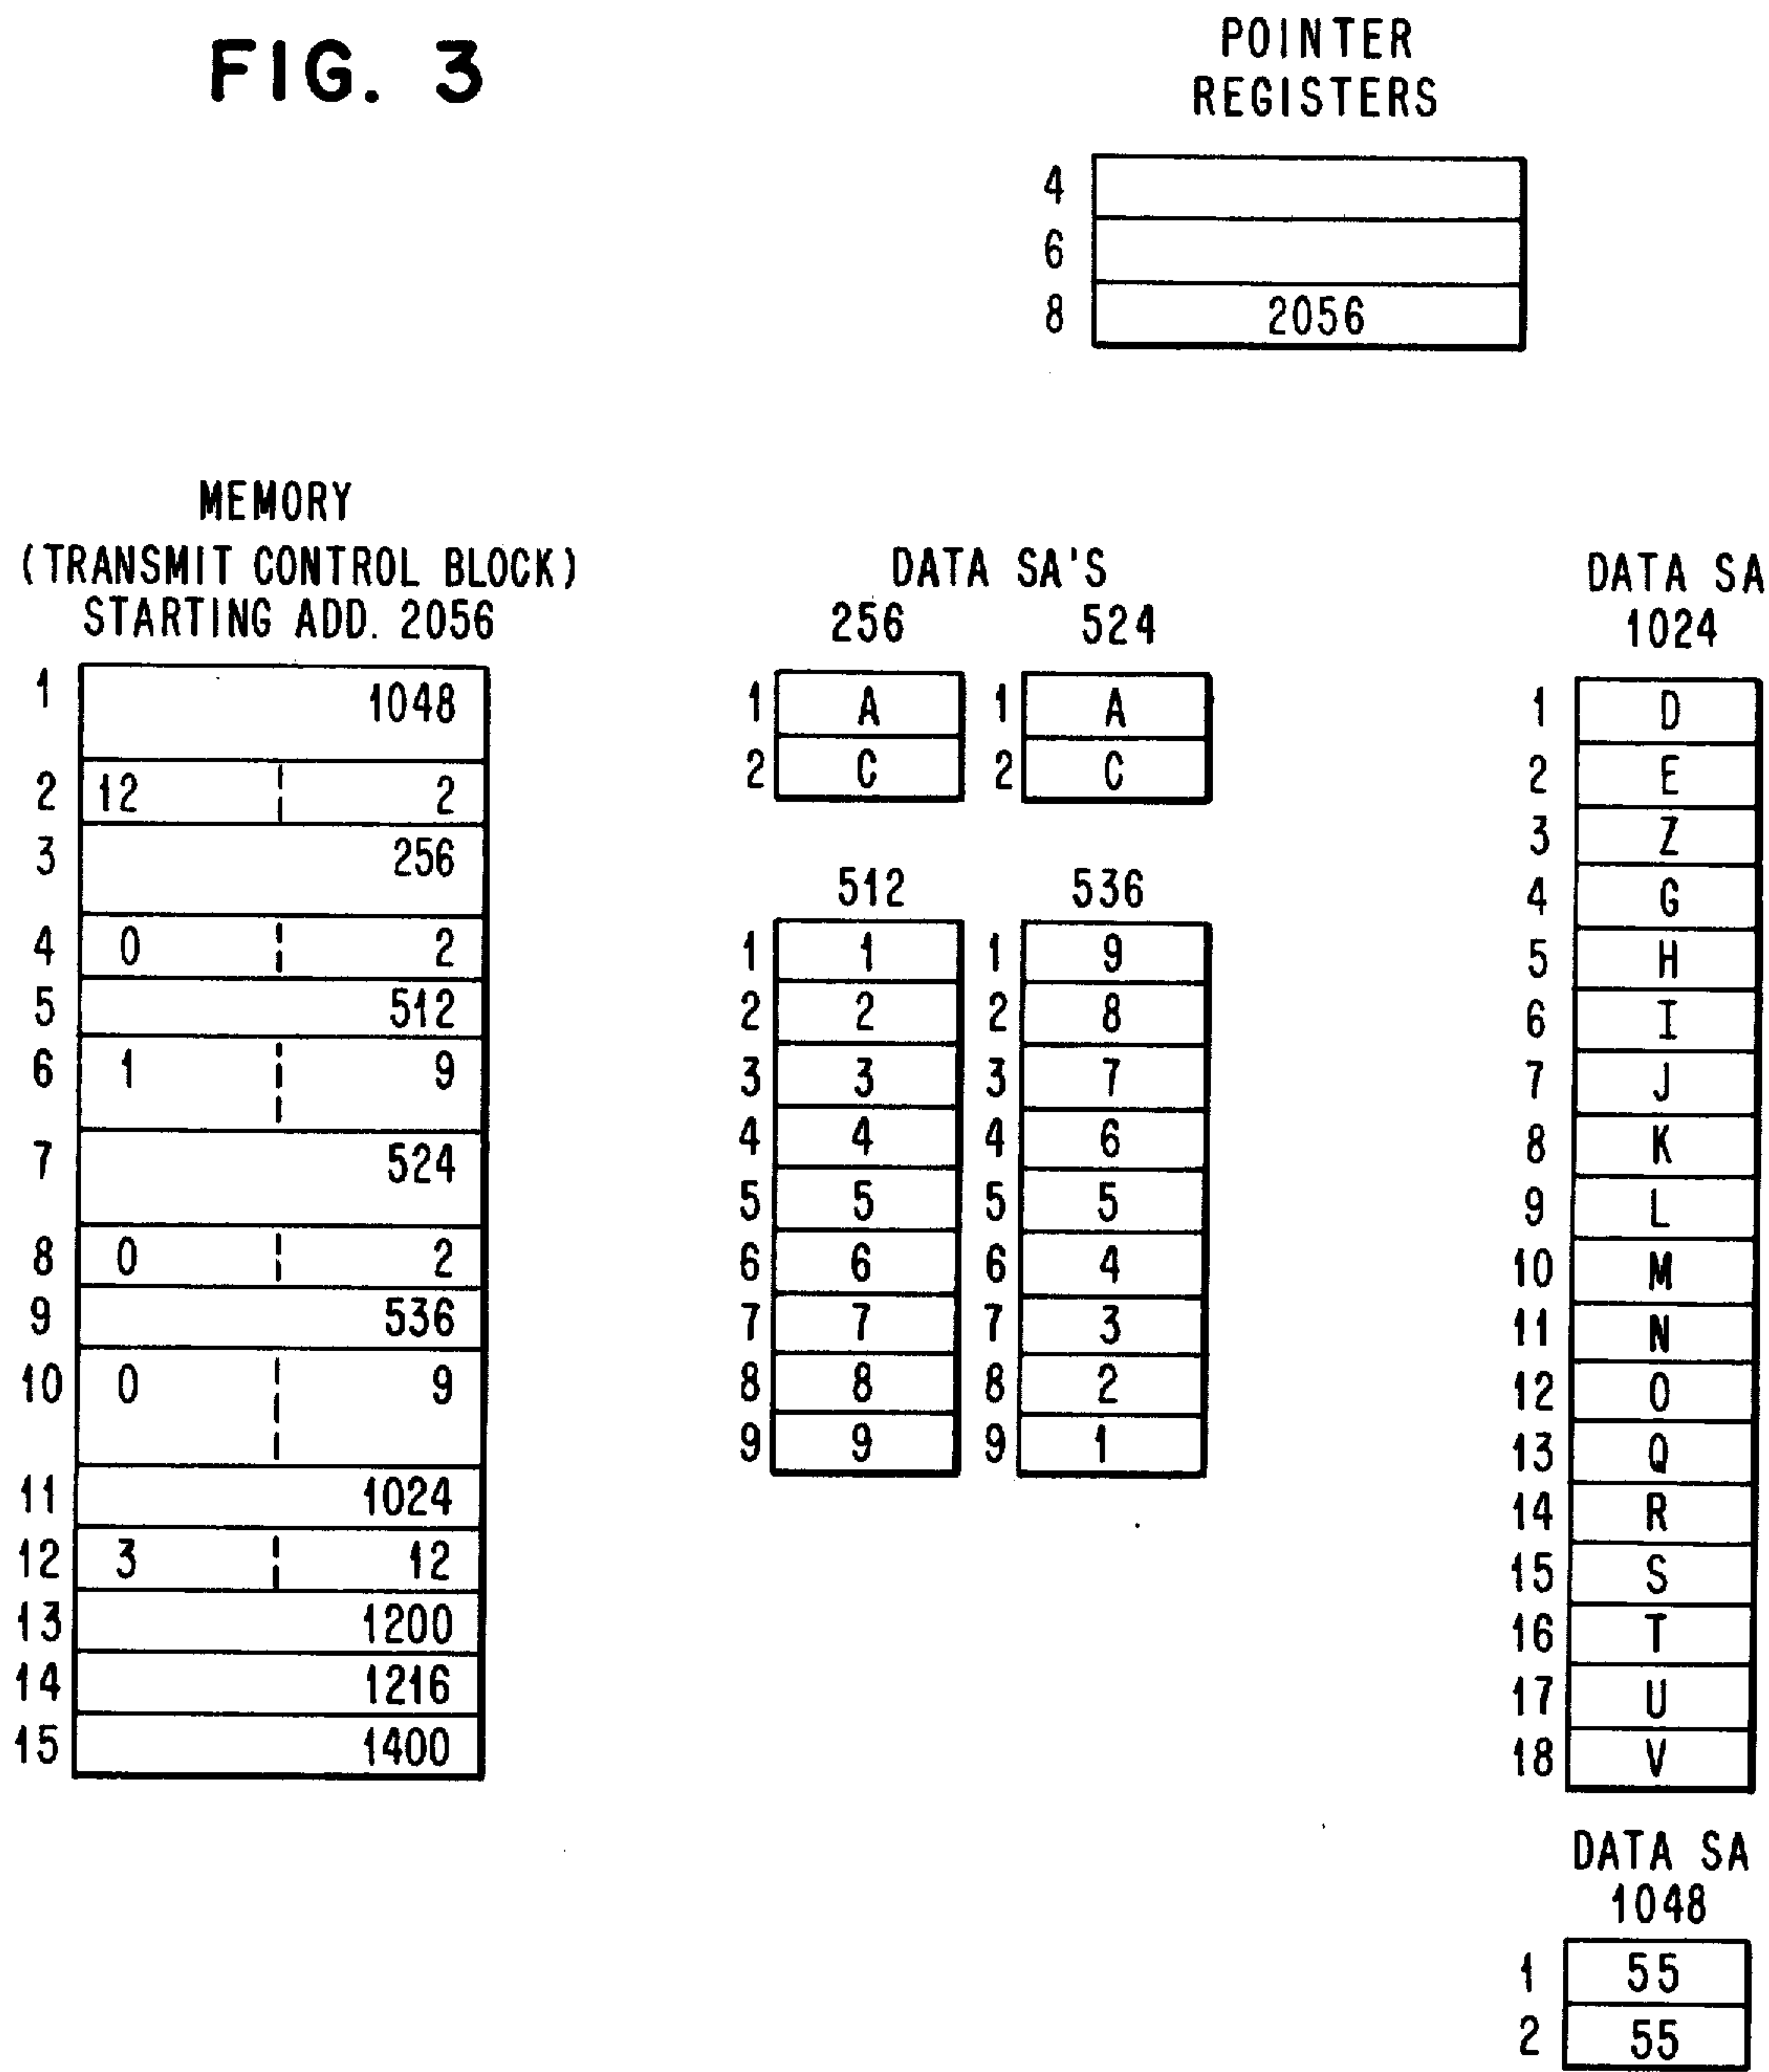 FIG. 3
POINTER
REGISTERS
4
6
8 2056
MEMORY
(TRANSMIT CONTROL BLOCK)
STARTING ADD. 2056
1 1048
2 12 2
3 256
4 0 2
5 512
6 1 9
7 524
8 0 2
9 536
10 0 9
11 1024
12 3 12
13 1200
14 1216
15 1400
DATA SA'S
256 524
1 A 1 A
2 C 2 C
512 536
1 1 1 9
2 2 2 8
3 3 3 7
4 4 4 6
5 5 5 5
6 6 6 4
7 7 7 3
8 8 8 2
9 9 9 1
DATA SA
1024
1 D
2 E
3 Z
4 G
5 H
6 I
7 J
8 K
9 L
10 M
11 N
12 O
13 Q
14 R
15 S
16 T
17 U
18 V
DATA SA
1048
1 55
2 55